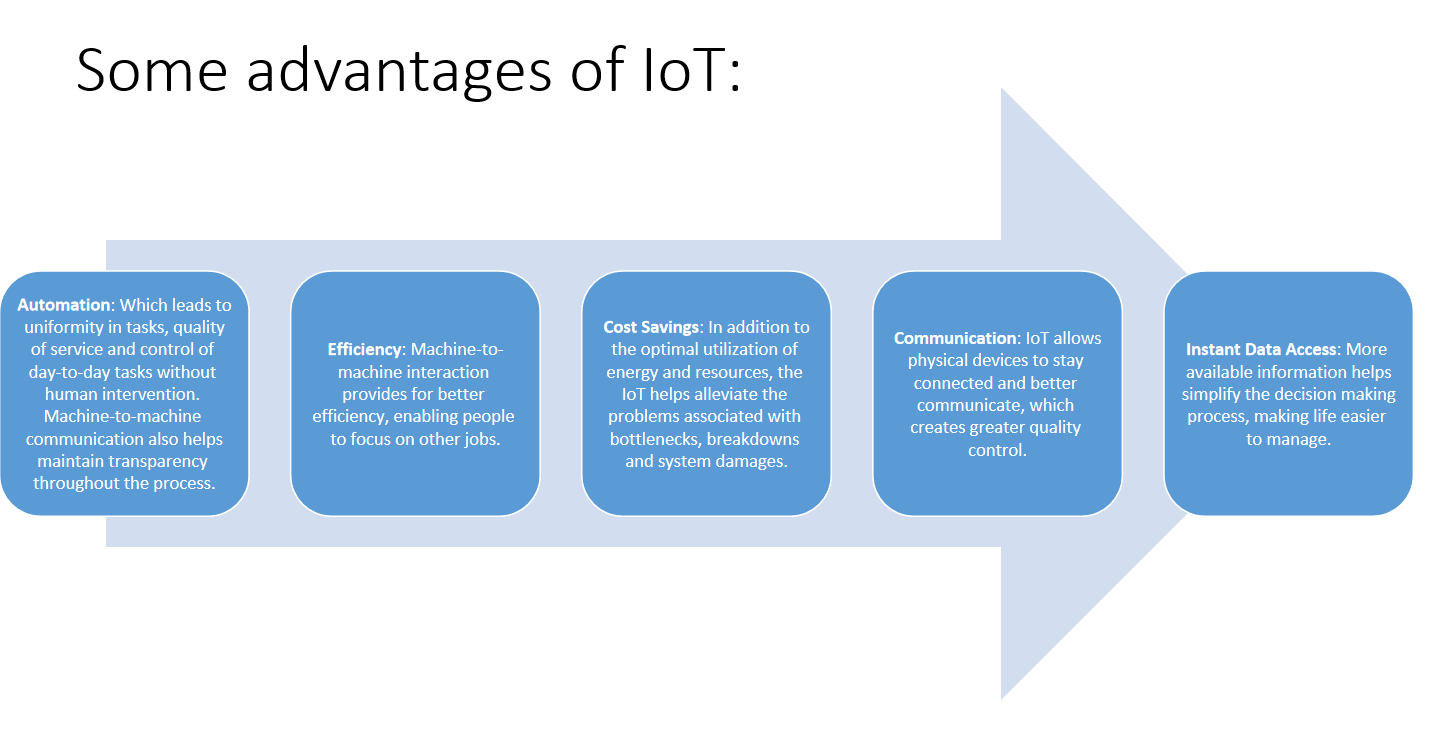 Some advantages of IoT:
Automation: Which leads to
uniformity in tasks, quality
of service and control of
day-to-day tasks without
human intervention.
Machine-to-machine
communication also helps
maintain transparency
throughout the process.
Efficiency: Machine-to-
machine interaction
provides for better
efficiency, enabling people
to focus on other jobs.
Cost Savings: In addition to
the optimal utilization of
energy and resources, the
IoT helps alleviate the
problems associated with
bottlenecks, breakdowns
and system damages.
Communication: IoT allows
physical devices to stay
connected and better
communicate, which
creates greater quality
control.
Instant Data Access: More
available information helps
simplify the decision making
process, making life easier
to manage.